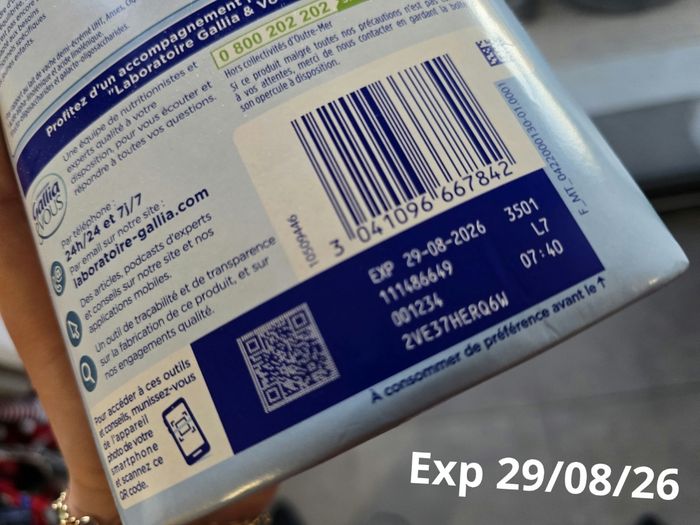 Profitez d'un accompagnement
"Laboratoire Gallia & Vo
0 800 202 202
Hors collectivités d'Outre-Mer
Si ce produit malgré toutes nos précautions n'est pas
à vos attentes, merci de nous contacter en gardant la
son opercule à disposition.
Une équipe de nutritionnistes et
experts qualité à votre
disposition, pour vous écouter et
répondre à toutes vos questions.
Gallia
& VOUS
Par téléphone :
24h/24 et 7j/7
Par email sur notre site :
laboratoire-gallia.com
Des articles, podcasts d'experts
et conseils sur notre site et nos
applications mobiles.
Un outil de traçabilité et de transparence
sur la fabrication de ce produit, et sur
nos engagements qualité.
Pour accéder à ces outils
et conseils, munissez-vous
de l'appareil
photo de votre
smartphone
et scannez ce
QR code.
10509446
3 041096 667842
F_MT_0422000130-01.0001
EXP 29-08-2026 3501
111486649 L7
001234 07:40
2VE37HERQ6W
À consommer de préférence avant le ↑
Exp 29/08/26